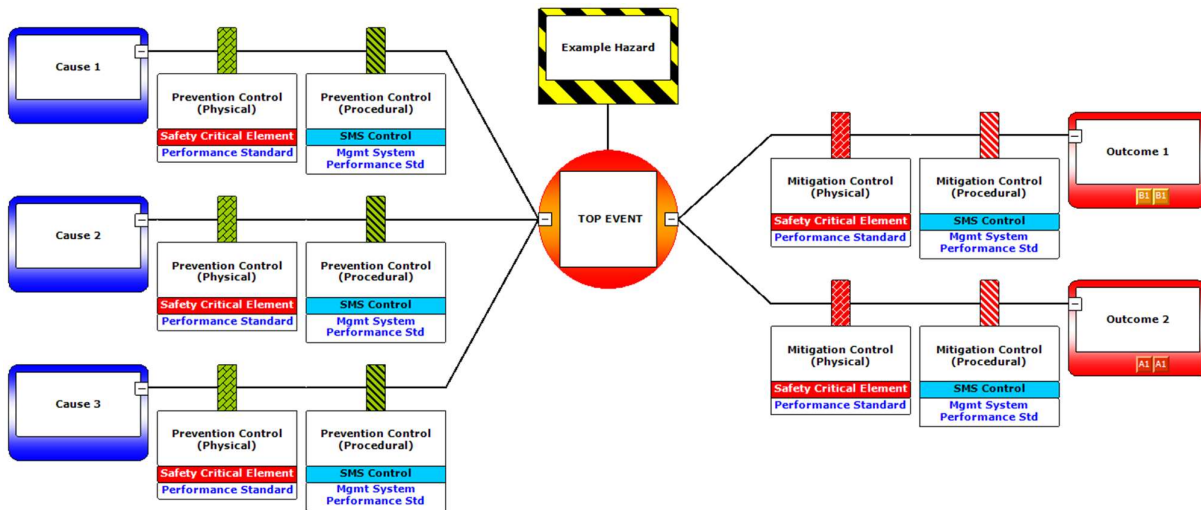 Example Hazard
Cause 1
Prevention Control
(Physical)
Safety Critical Element
Performance Standard
Prevention Control
(Procedural)
SMS Control
Mgmt System
Performance Std
Cause 2
Prevention Control
(Physical)
Safety Critical Element
Performance Standard
Prevention Control
(Procedural)
SMS Control
Mgmt System
Performance Std
Cause 3
Prevention Control
(Physical)
Safety Critical Element
Performance Standard
Prevention Control
(Procedural)
SMS Control
Mgmt System
Performance Std
TOP EVENT
Mitigation Control
(Physical)
Safety Critical Element
Performance Standard
Mitigation Control
(Procedural)
SMS Control
Mgmt System
Performance Std
Outcome 1
B1 B1
Mitigation Control
(Physical)
Safety Critical Element
Performance Standard
Mitigation Control
(Procedural)
SMS Control
Mgmt System
Performance Std
Outcome 2
A1 A1